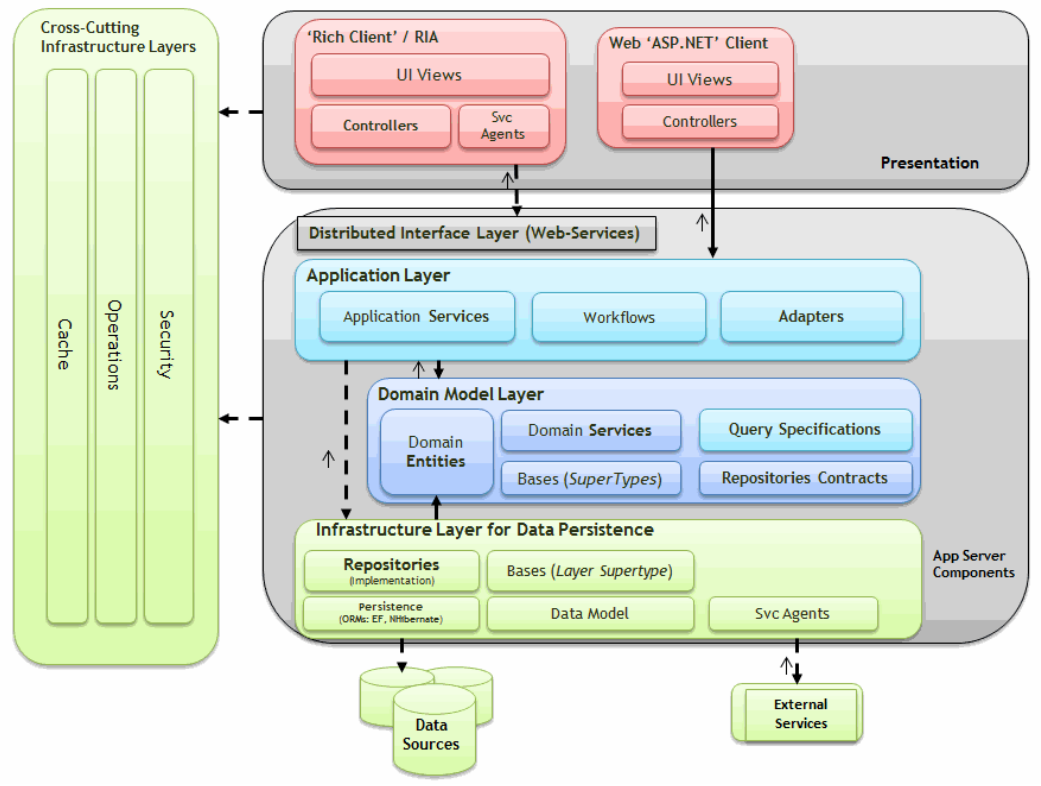 Cross-Cutting
Infrastructure Layers
Cache
Operations
Security
‘Rich Client’ / RIA
UI Views
Controllers
Svc
Agents
Web ‘ASP.NET’ Client
UI Views
Controllers
Presentation
Distributed Interface Layer (Web-Services)
Application Layer
Application Services
Workflows
Adapters
Domain Model Layer
Domain
Entities
Domain Services
Query Specifications
Bases (SuperTypes)
Repositories Contracts
Infrastructure Layer for Data Persistence
Repositories
(Implementation)
Bases (Layer Supertype)
Persistence
(ORMs: EF, NHibernate)
Data Model
Svc Agents
App Server
Components
Data
Sources
External
Services